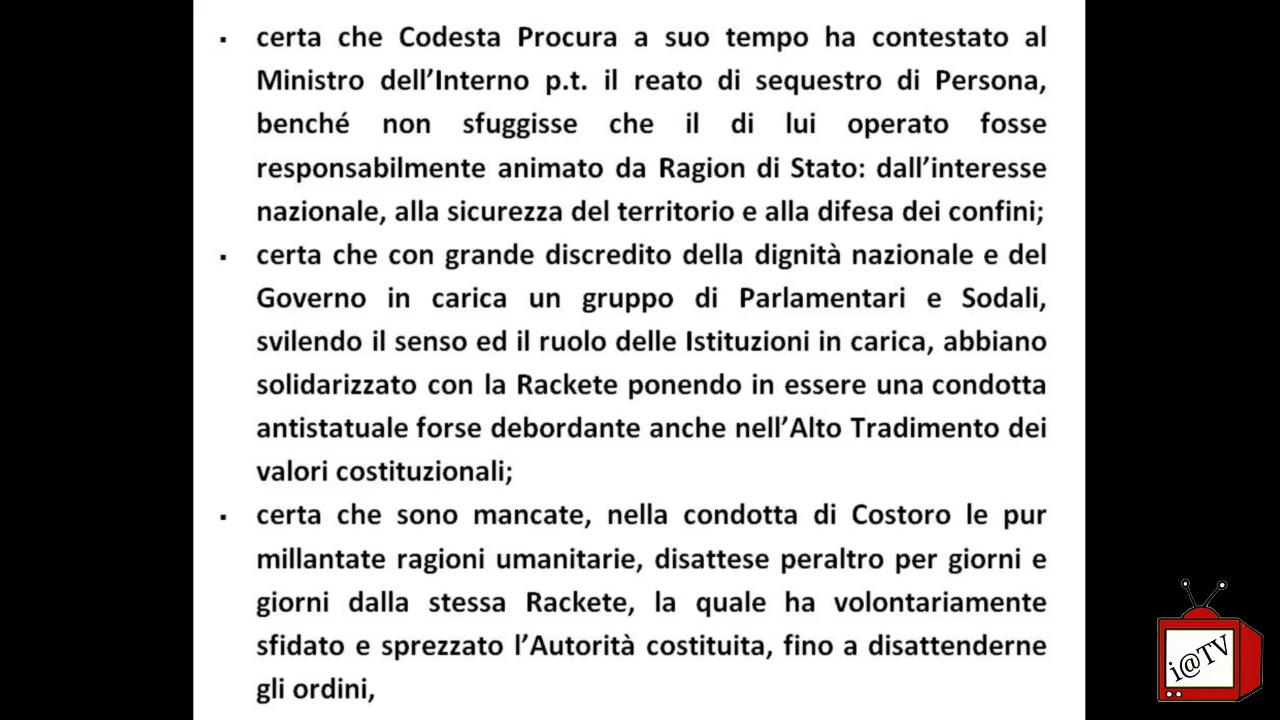 ▪ certa che Codesta Procura a suo tempo ha contestato al
Ministro dell’Interno p.t. il reato di sequestro di Persona,
benché non sfuggisse che il di lui operato fosse
responsabilmente animato da Ragion di Stato: dall’interesse
nazionale, alla sicurezza del territorio e alla difesa dei confini;
▪ certa che con grande discredito della dignità nazionale e del
Governo in carica un gruppo di Parlamentari e Sodali,
svilendo il senso ed il ruolo delle Istituzioni in carica, abbiano
solidarizzato con la Rackete ponendo in essere una condotta
antistatuale forse debordante anche nell’Alto Tradimento dei
valori costituzionali;
▪ certa che sono mancate, nella condotta di Costoro le pur
millantate ragioni umanitarie, disattese peraltro per giorni e
giorni dalla stessa Rackete, la quale ha volontariamente
sfidato e sprezzato l’Autorità costituita, fino a disattenderne
gli ordini,
i@TV